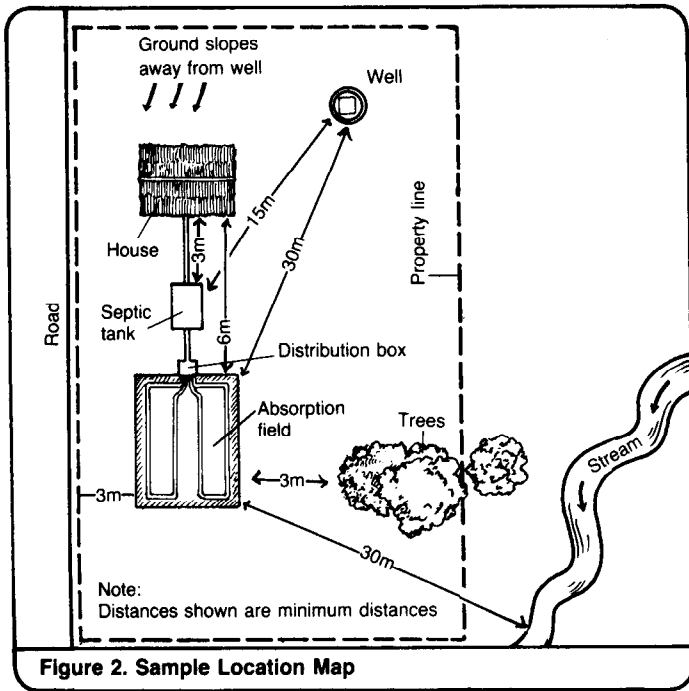 Ground slopes
away from well
Well
House
3m
15m
30m
6m
Property line
Road
Septic
tank
Distribution box
Absorption
field
Trees
Stream
3m
3m
30m
Note:
Distances shown are minimum distances
Figure 2. Sample Location Map